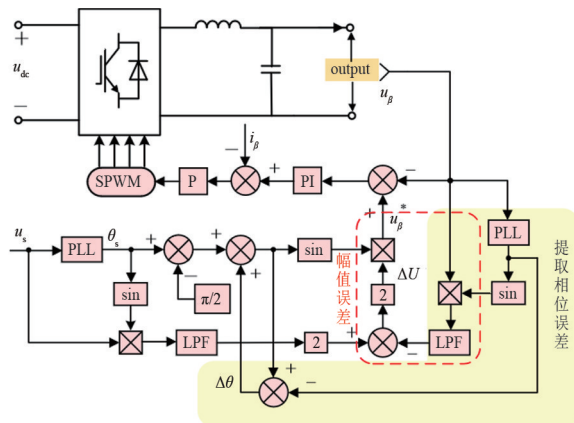 +
u_dc
−
output
u_β
i_β
−
SPWM
P
+
PI
+
−
+
u_β*
u_s
PLL
θ_s
+
−
+
+
sin
π/2
sin
LPF
2
+
−
2
ΔU
幅值误差
LPF
PLL
sin
提取相位误差
Δθ
+
−